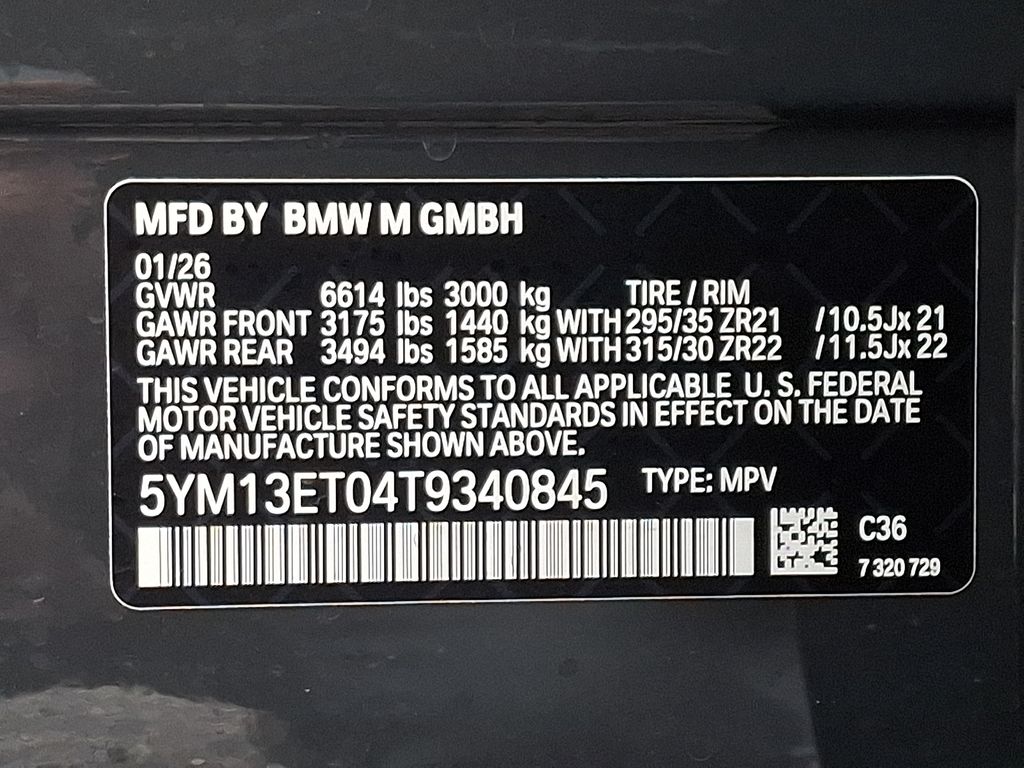 MFD BY BMW M GMBH
01/26
GVWR 6614 lbs 3000 kg TIRE / RIM
GAWR FRONT 3175 lbs 1440 kg WITH 295/35 ZR21 /10.5Jx 21
GAWR REAR 3494 lbs 1585 kg WITH 315/30 ZR22 /11.5Jx 22
THIS VEHICLE CONFORMS TO ALL APPLICABLE U. S. FEDERAL
MOTOR VEHICLE SAFETY STANDARDS IN EFFECT ON THE DATE
OF MANUFACTURE SHOWN ABOVE.
5YM13ET04T9340845 TYPE: MPV
C36
7 320 729